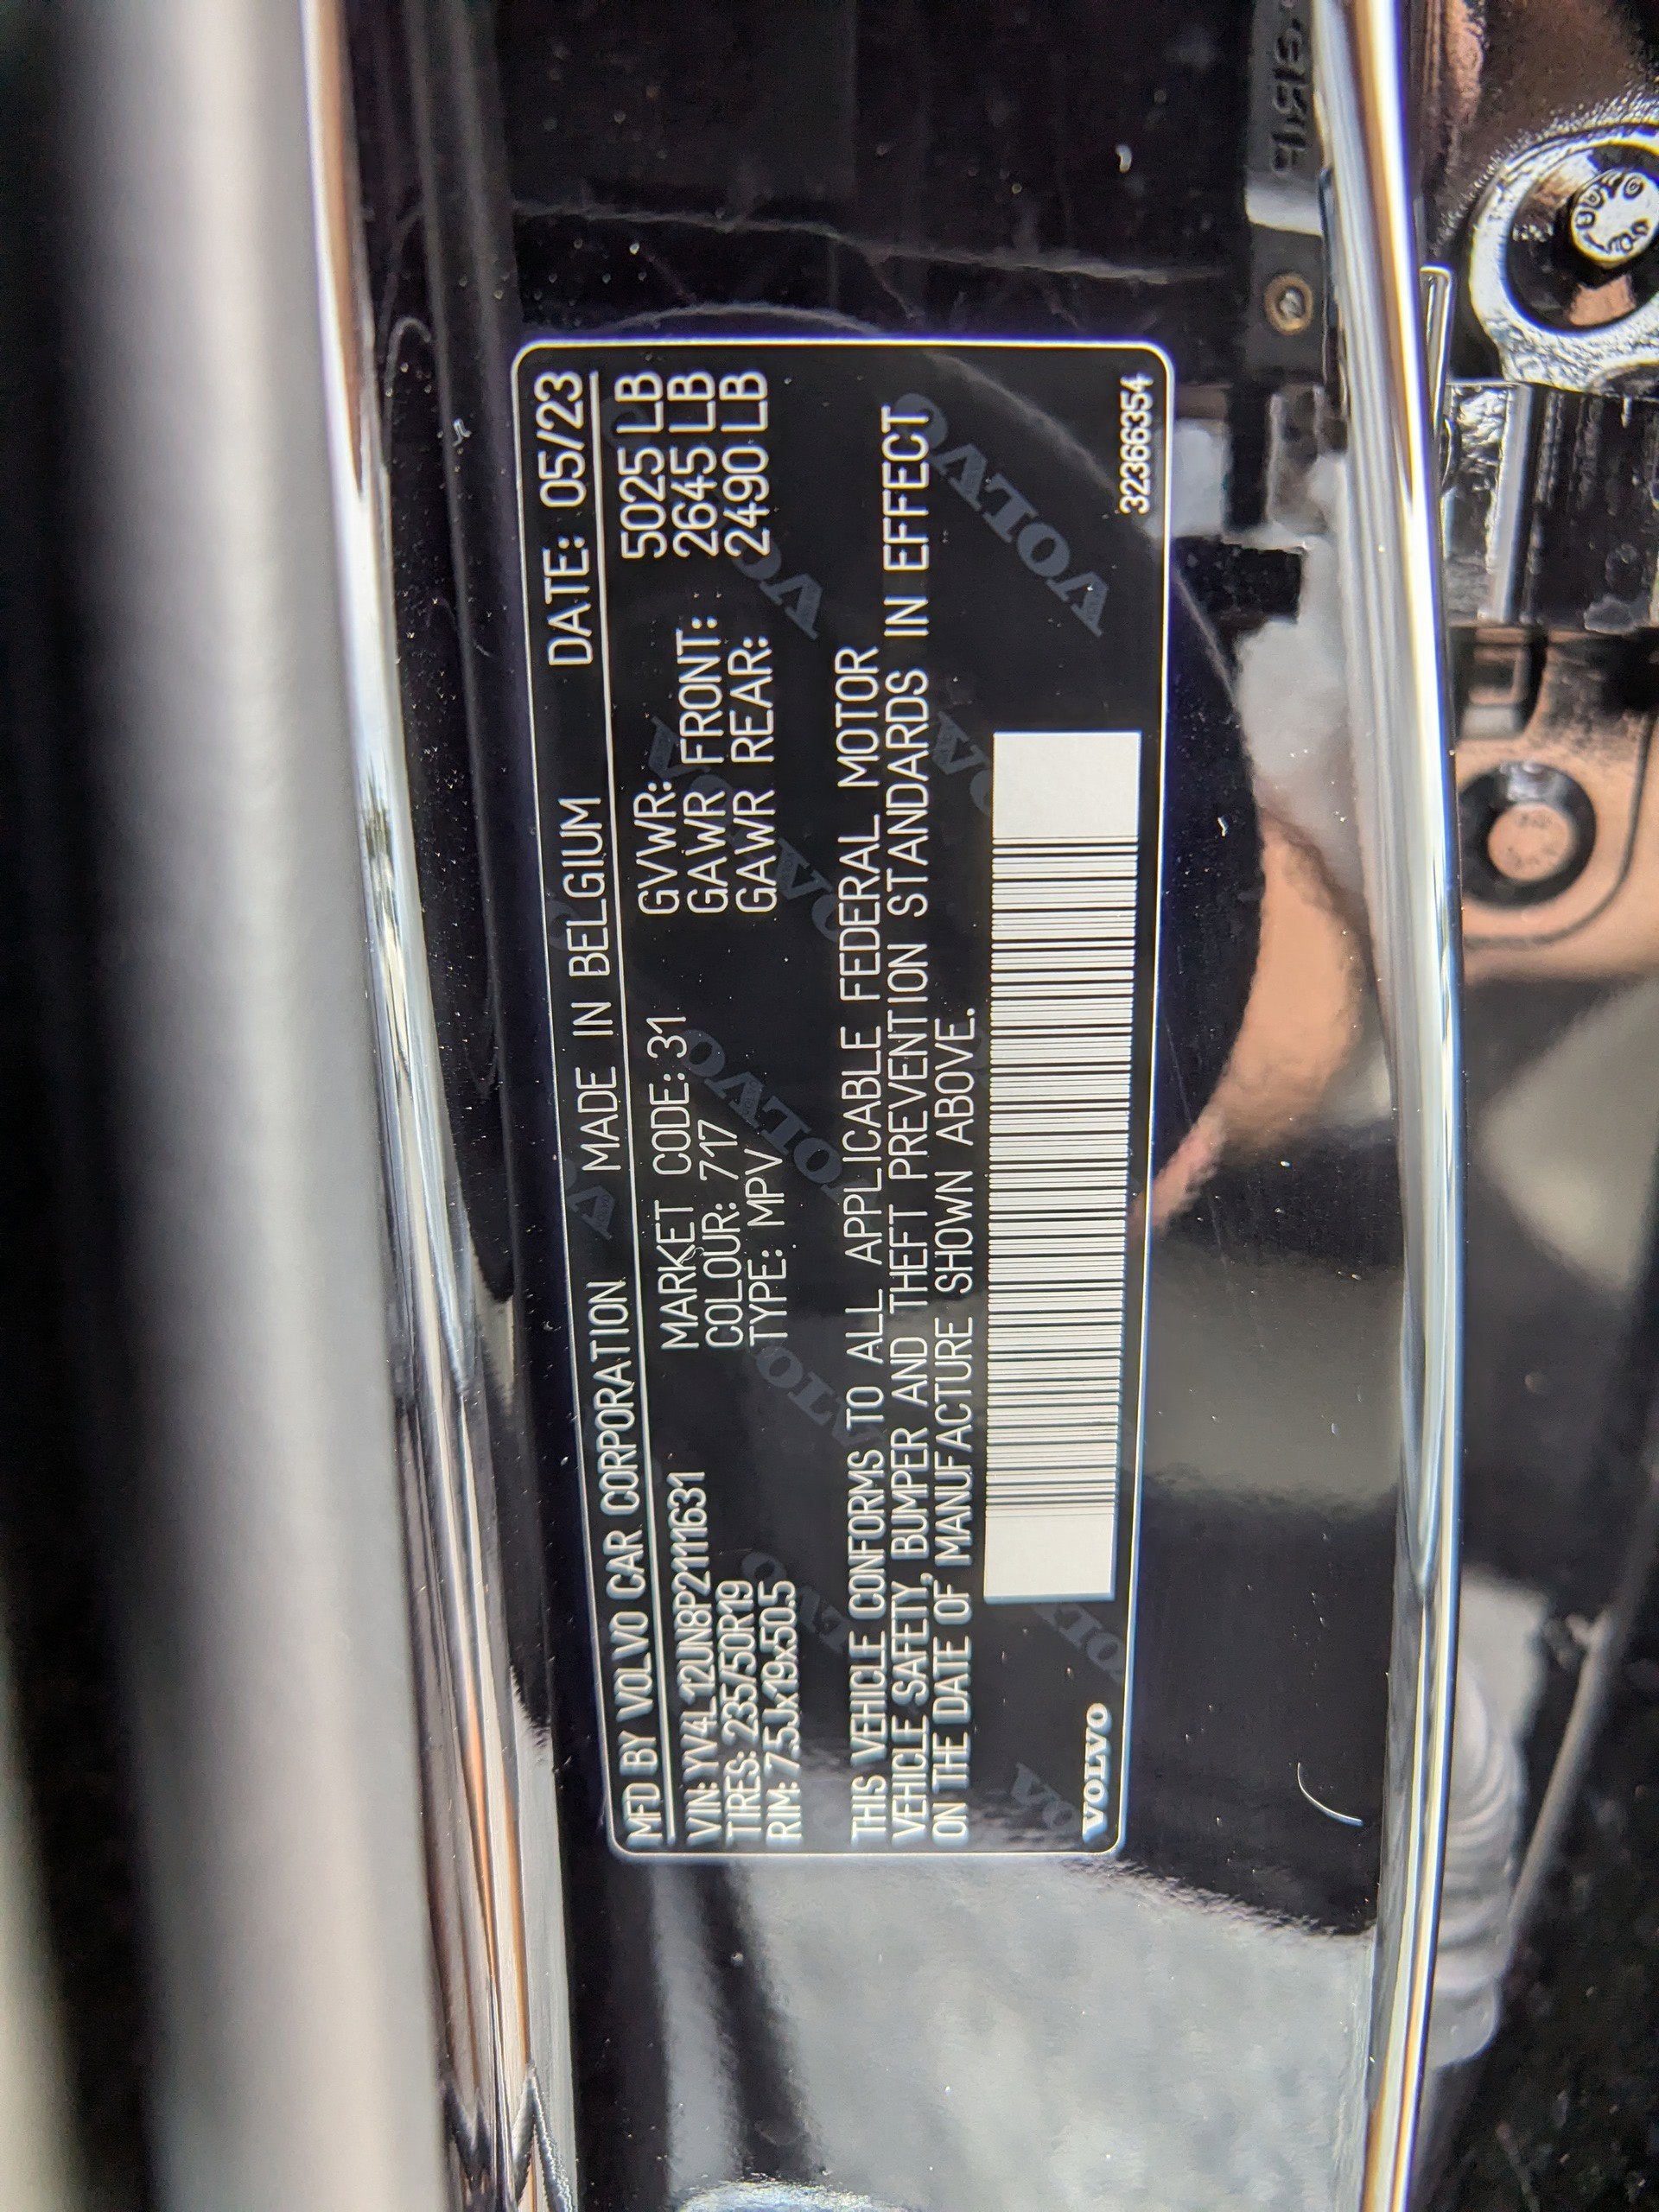 MFD BY VOLVO CAR CORPORATION MADE IN BELGIUM DATE: 05/23
VIN: YV4L12UN8P2111631 MARKET CODE: 31 GVWR: 5025 LB
TIRES: 235/50R19 COLOUR: 717 GAWR FRONT: 2645 LB
RIM: 7.5Jx19x50.5 TYPE: MPV GAWR REAR: 2490 LB
THIS VEHICLE CONFORMS TO ALL APPLICABLE FEDERAL MOTOR
VEHICLE SAFETY, BUMPER AND THEFT PREVENTION STANDARDS IN EFFECT
ON THE DATE OF MANUFACTURE SHOWN ABOVE.
VOLVO 32366354